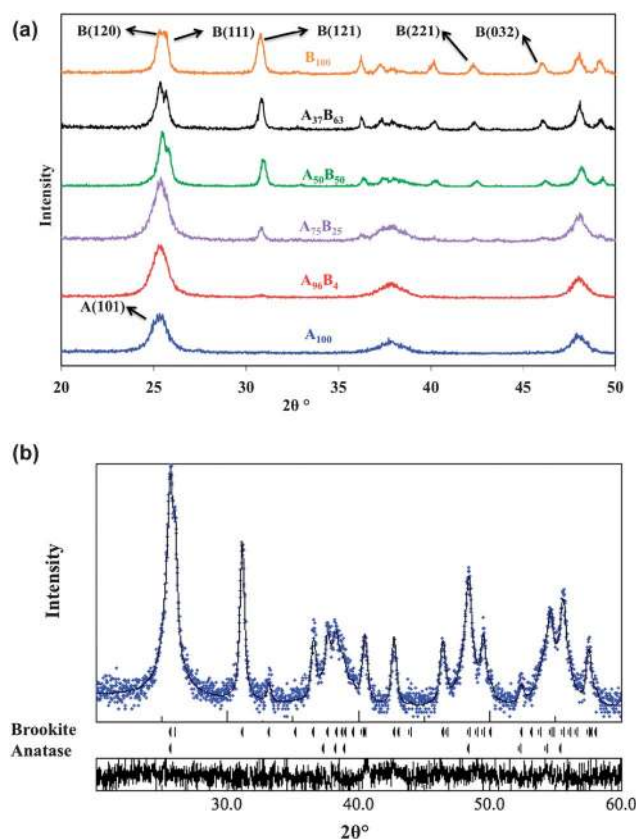 (a)
B(120) B(111) B(121) B(221) B(032)
B100
A37B63
A50B50
A75B25
A96B4
A(101)
A100
Intensity
20 25 30 35 40 45 50
2θ °
(b)
Intensity
Brookite
Anatase
30.0 40.0 50.0 60.0
2θ°